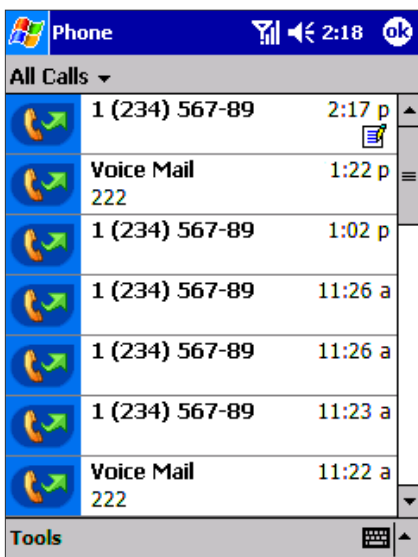 Phone 2:18 ok
All Calls
1 (234) 567-89 2:17 p
Voice Mail 1:22 p
222
1 (234) 567-89 1:02 p
1 (234) 567-89 11:26 a
1 (234) 567-89 11:26 a
1 (234) 567-89 11:23 a
Voice Mail 11:22 a
222
Tools